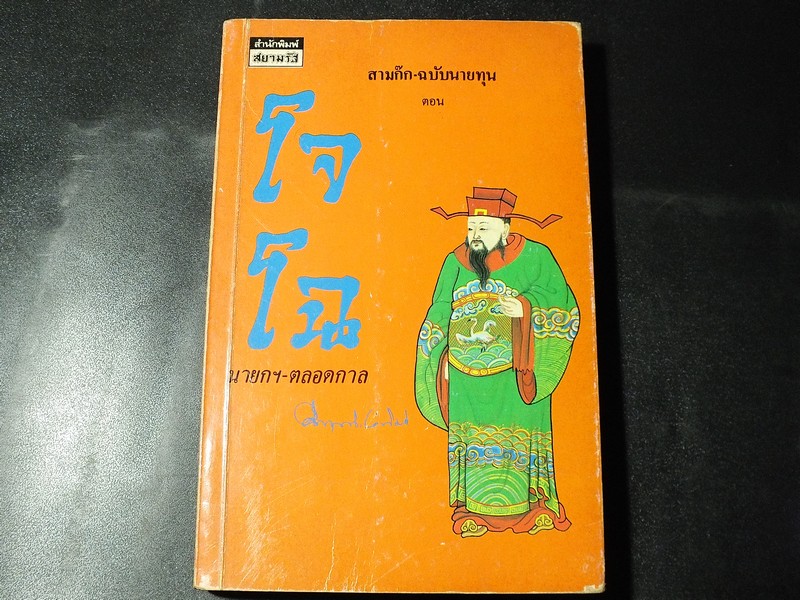 สำนักพิมพ์
สยามรัฐ
สามก๊ก-ฉบับนายทุน
ตอน
โจ
โฉ
นายกฯ-ตลอดกาล